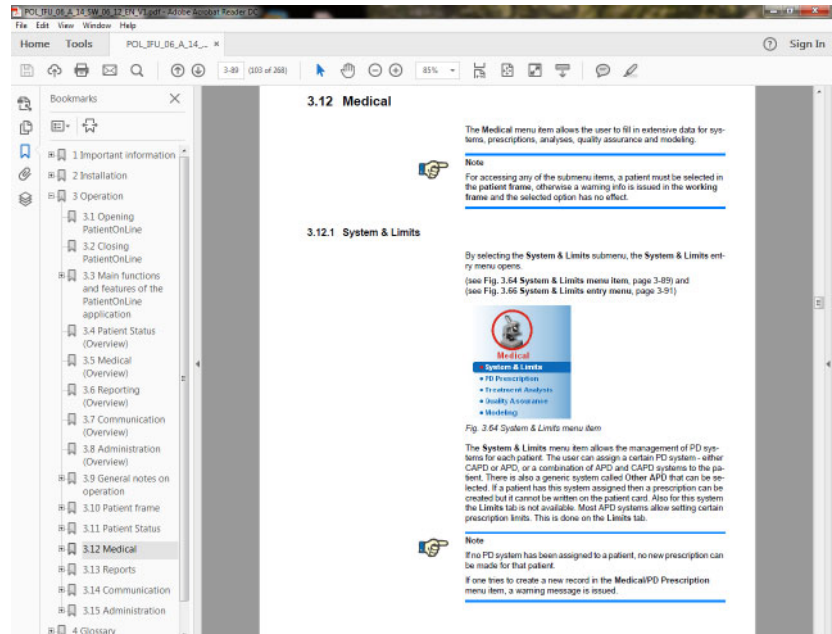 POL_IFU_06_A_14_SW_06_12_EN_V1.pdf - Adobe Acrobat Reader DC
File Edit View Window Help
Home Tools POL_IFU_06_A_14_... × Sign In
3-89 (103 of 268) 85%
Bookmarks
1 Important information
2 Installation
3 Operation
3.1 Opening
PatientOnLine
3.2 Closing
PatientOnLine
3.3 Main functions
and features of the
PatientOnLine
application
3.4 Patient Status
(Overview)
3.5 Medical
(Overview)
3.6 Reporting
(Overview)
3.7 Communication
(Overview)
3.8 Administration
(Overview)
3.9 General notes on
operation
3.10 Patient frame
3.11 Patient Status
3.12 Medical
3.13 Reports
3.14 Communication
3.15 Administration
4 Glossary
3.12 Medical
The Medical menu item allows the user to fill in extensive data for sys-
tems, prescriptions, analyses, quality assurance and modeling.
Note
For accessing any of the submenu items, a patient must be selected in
the patient frame, otherwise a warning info is issued in the working
frame and the selected option has no effect.
3.12.1 System & Limits
By selecting the System & Limits submenu, the System & Limits ent-
ry menu opens.
(see Fig. 3.64 System & Limits menu item, page 3-89) and
(see Fig. 3.66 System & Limits entry menu, page 3-91)
Medical
System & Limits
PD Prescription
Treatment Analysis
Quality Assurance
Modeling
Fig. 3.64 System & Limits menu item
The System & Limits menu item allows the management of PD sys-
tems for each patient. The user can assign a certain PD system - either
CAPD or APD, or a combination of APD and CAPD systems to the pa-
tient. There is also a generic system called Other APD that can be se-
lected. If a patient has this system assigned then a prescription can be
created but it cannot be written on the patient card. Also for this system
the Limits tab is not available. Most APD systems allow setting certain
prescription limits. This is done on the Limits tab.
Note
If no PD system has been assigned to a patient, no new prescription can
be made for that patient.
If one tries to create a new record in the Medical/PD Prescription
menu item, a warning message is issued.